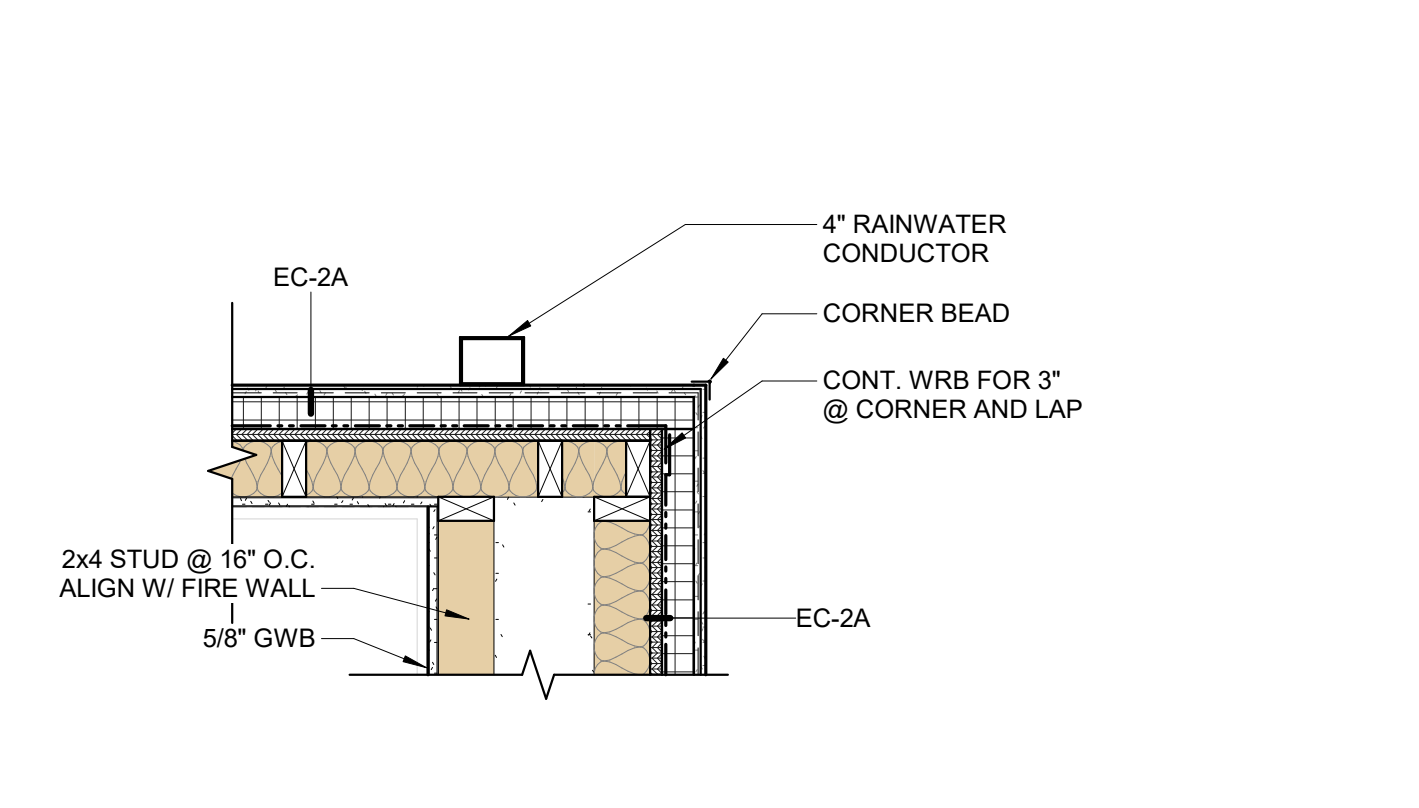 4" RAINWATER
CONDUCTOR
EC-2A
CORNER BEAD
CONT. WRB FOR 3"
@ CORNER AND LAP
2x4 STUD @ 16" O.C.
ALIGN W/ FIRE WALL
5/8" GWB
EC-2A